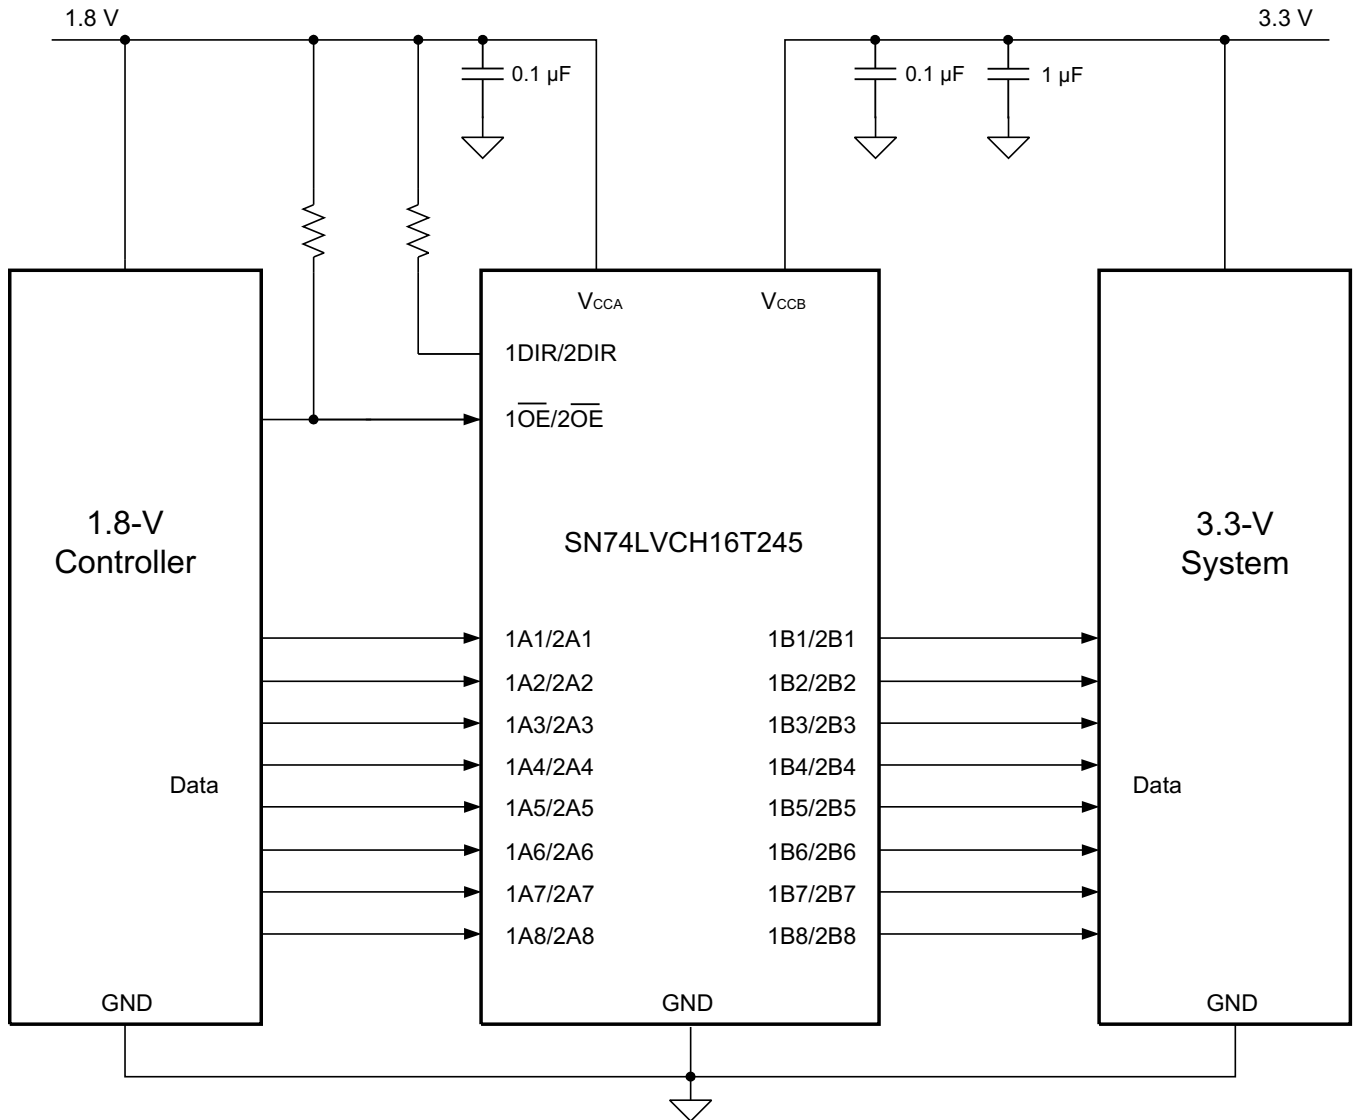 1.8 V
3.3 V
0.1 µF
0.1 µF
1 µF
VCCA
VCCB
1DIR/2DIR
1O̅E̅/2O̅E̅
1.8-V
Controller
SN74LVCH16T245
3.3-V
System
1A1/2A1
1B1/2B1
1A2/2A2
1B2/2B2
1A3/2A3
1B3/2B3
1A4/2A4
1B4/2B4
Data
Data
1A5/2A5
1B5/2B5
1A6/2A6
1B6/2B6
1A7/2A7
1B7/2B7
1A8/2A8
1B8/2B8
GND
GND
GND